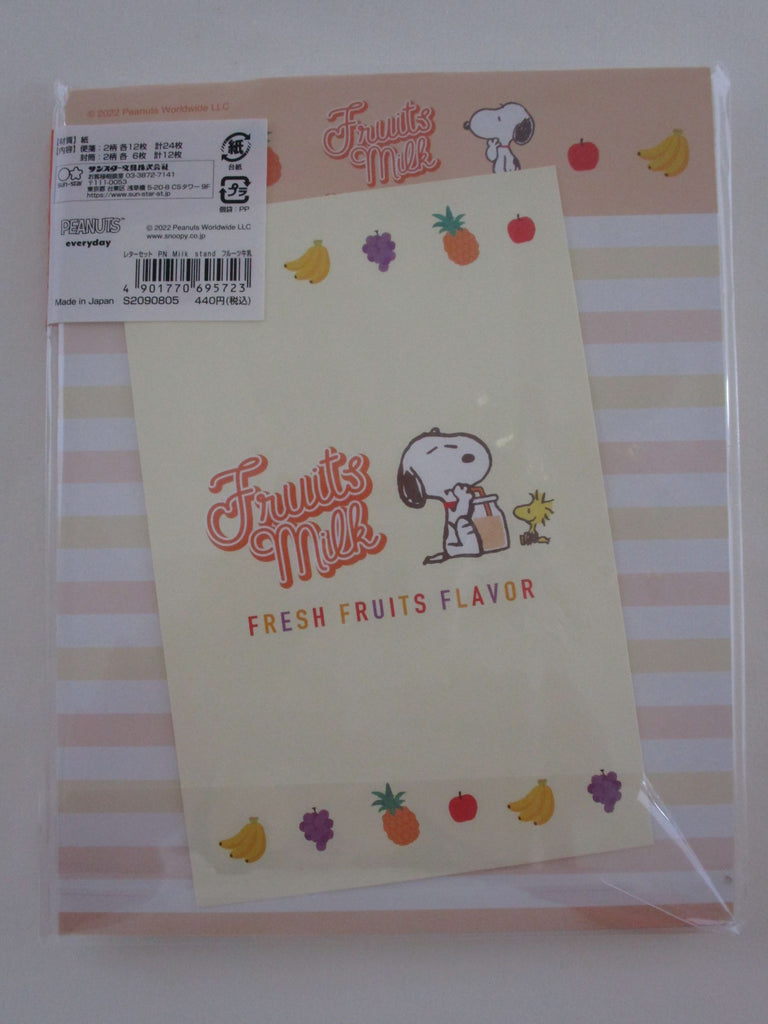 © 2022 Peanuts Worldwide LLC
Fruits
Milk
[材質] 紙
[内容] 便箋:2柄 各12枚 計24枚
封筒:2柄 各 6枚 計12枚
sun-star
サンスター文具株式会社
お客様相談室 03-3872-7141
〒111-0053
東京都 台東区 浅草橋 5-20-8 CSタワー 9F
https://www.sun-star-st.jp
紙
台紙
プラ
個袋:PP
PEANUTS™
everyday
© 2022 Peanuts Worldwide LLC
www.snoopy.co.jp
レターセット PN Milk stand フルーツ牛乳
4 901770 695723
Made in Japan S2090805 440円(税込)
Fruits
Milk
FRESH FRUITS FLAVOR